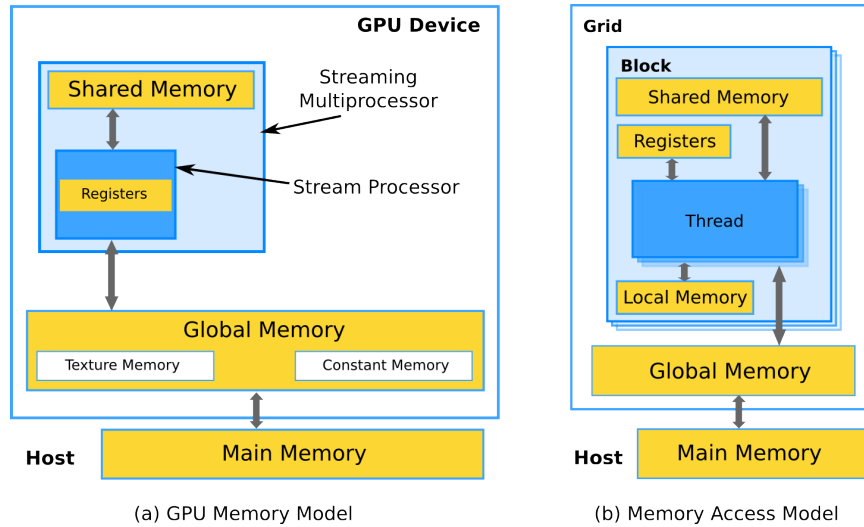 GPU Device
Shared Memory
Streaming
Multiprocessor
Registers
Stream Processor
Global Memory
Texture Memory
Constant Memory
Host
Main Memory
(a) GPU Memory Model
Grid
Block
Shared Memory
Registers
Thread
Local Memory
Global Memory
Host
Main Memory
(b) Memory Access Model